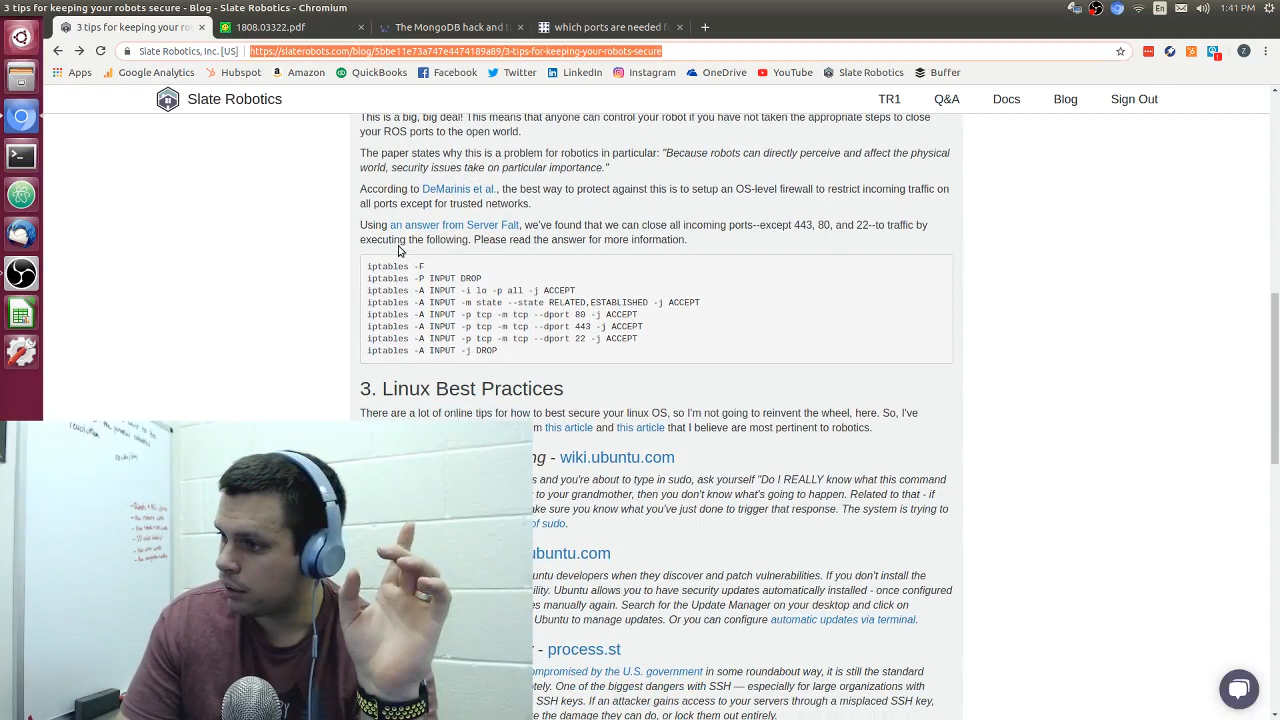 3 tips for keeping your robots secure - Blog - Slate Robotics, Inc. - Chromium
1:41 PM
3 tips for keeping your robot
1808.03322.pdf
The MongoDB hack and t
which ports are needed f
Slate Robotics, Inc. [US]
https://slaterobots.com/blog/5bbe11e73a747e4474189a89/3-tips-for-keeping-your-robots-secure
Apps
Google Analytics
Hubspot
Amazon
QuickBooks
Facebook
Twitter
LinkedIn
Instagram
OneDrive
YouTube
Slate Robotics
Buffer
Slate Robotics
TR1
Q&A
Docs
Blog
Sign Out
This is a big, big deal! This means that anyone can control your robot if you have not taken the appropriate steps to close
your ROS ports to the open world.
The paper states why this is a problem for robotics in particular: "Because robots can directly perceive and affect the physical
world, security issues take on particular importance."
According to DeMarinis et al., the best way to protect against this is to setup an OS-level firewall to restrict incoming traffic on
all ports except for trusted networks.
Using an answer from Server Falt, we've found that we can close all incoming ports--except 443, 80, and 22--to traffic by
executing the following. Please read the answer for more information.
iptables -F
iptables -P INPUT DROP
iptables -A INPUT -i lo -p all -j ACCEPT
iptables -A INPUT -m state --state RELATED,ESTABLISHED -j ACCEPT
iptables -A INPUT -p tcp -m tcp --dport 80 -j ACCEPT
iptables -A INPUT -p tcp -m tcp --dport 443 -j ACCEPT
iptables -A INPUT -p tcp -m tcp --dport 22 -j ACCEPT
iptables -A INPUT -j DROP
3. Linux Best Practices
There are a lot of online tips for how to best secure your linux OS, so I'm not going to reinvent the wheel, here. So, I've
this article and this article that I believe are most pertinent to robotics.
- wiki.ubuntu.com
and you're about to type in sudo, ask yourself "Do I REALLY know what this command
to your grandmother, then you don't know what's going to happen. Related to that - if
sure you know what you've just done to trigger that response. The system is trying to
of sudo.
ubuntu.com
developers when they discover and patch vulnerabilities. If you don't install the
Ubuntu allows you to have security updates automatically installed - once configured
manually again. Search for the Update Manager on your desktop and click on
Ubuntu to manage updates. Or you can configure automatic updates via terminal.
- process.st
by the U.S. government in some roundabout way, it is still the standard
One of the biggest dangers with SSH — especially for large organizations with
SSH keys. If an attacker gains access to your servers through a misplaced SSH key,
the damage they can do, or lock them out entirely.